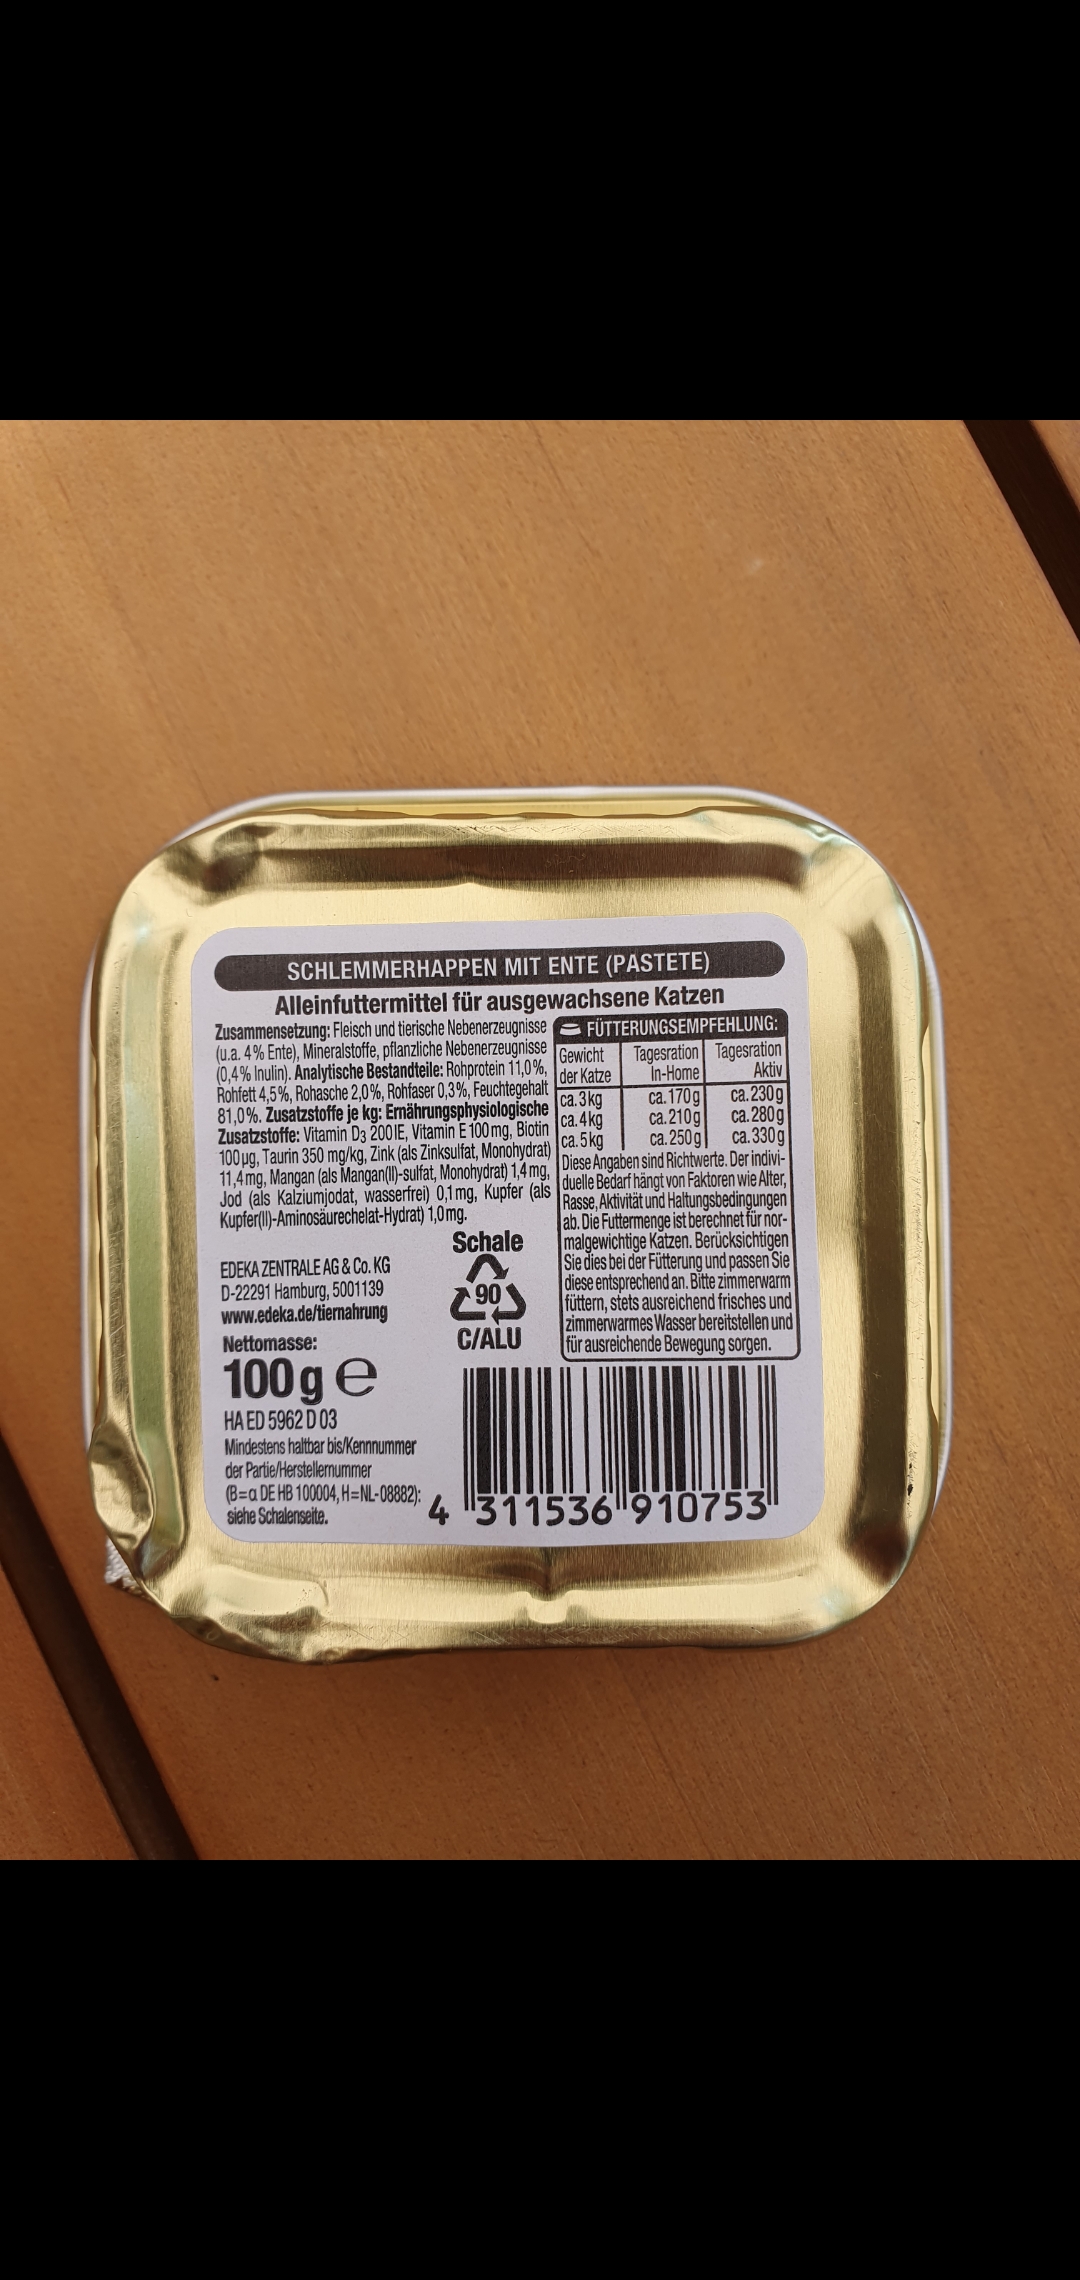 SCHLEMMERHAPPEN MIT ENTE (PASTETE)
Alleinfuttermittel für ausgewachsene Katzen
Zusammensetzung: Fleisch und tierische Nebenerzeugnisse
(u.a. 4% Ente), Mineralstoffe, pflanzliche Nebenerzeugnisse
(0,4% Inulin). Analytische Bestandteile: Rohprotein 11,0%,
Rohfett 4,5%, Rohasche 2,0%, Rohfaser 0,3%, Feuchtegehalt
81,0%. Zusatzstoffe je kg: Ernährungsphysiologische
Zusatzstoffe: Vitamin D3 200 IE, Vitamin E 100 mg, Biotin
100 µg, Taurin 350 mg/kg, Zink (als Zinksulfat, Monohydrat)
11,4 mg, Mangan (als Mangan(II)-sulfat, Monohydrat) 1,4 mg,
Jod (als Kalziumjodat, wasserfrei) 0,1 mg, Kupfer (als
Kupfer(II)-Aminosäurechelat-Hydrat) 1,0 mg.
FÜTTERUNGSEMPFEHLUNG:
Gewicht der Katze Tagesration In-Home Tagesration Aktiv
ca. 3 kg ca. 170 g ca. 230 g
ca. 4 kg ca. 210 g ca. 280 g
ca. 5 kg ca. 250 g ca. 330 g
Diese Angaben sind Richtwerte. Der indivi-
duelle Bedarf hängt von Faktoren wie Alter,
Rasse, Aktivität und Haltungsbedingungen
ab. Die Futtermenge ist berechnet für nor-
malgewichtige Katzen. Berücksichtigen
Sie dies bei der Fütterung und passen Sie
diese entsprechend an. Bitte zimmerwarm
füttern, stets ausreichend frisches und
zimmerwarmes Wasser bereitstellen und
für ausreichende Bewegung sorgen.
EDEKA ZENTRALE AG & Co. KG
D-22291 Hamburg, 5001139
www.edeka.de/tiernahrung
Schale
90
C/ALU
Nettomasse:
100 g e
HA ED 5962 D 03
Mindestens haltbar bis/Kennnummer
der Partie/Herstellernummer
(B=α DE HB 100004, H=NL-08882):
siehe Schalenseite.
4 311536 910753